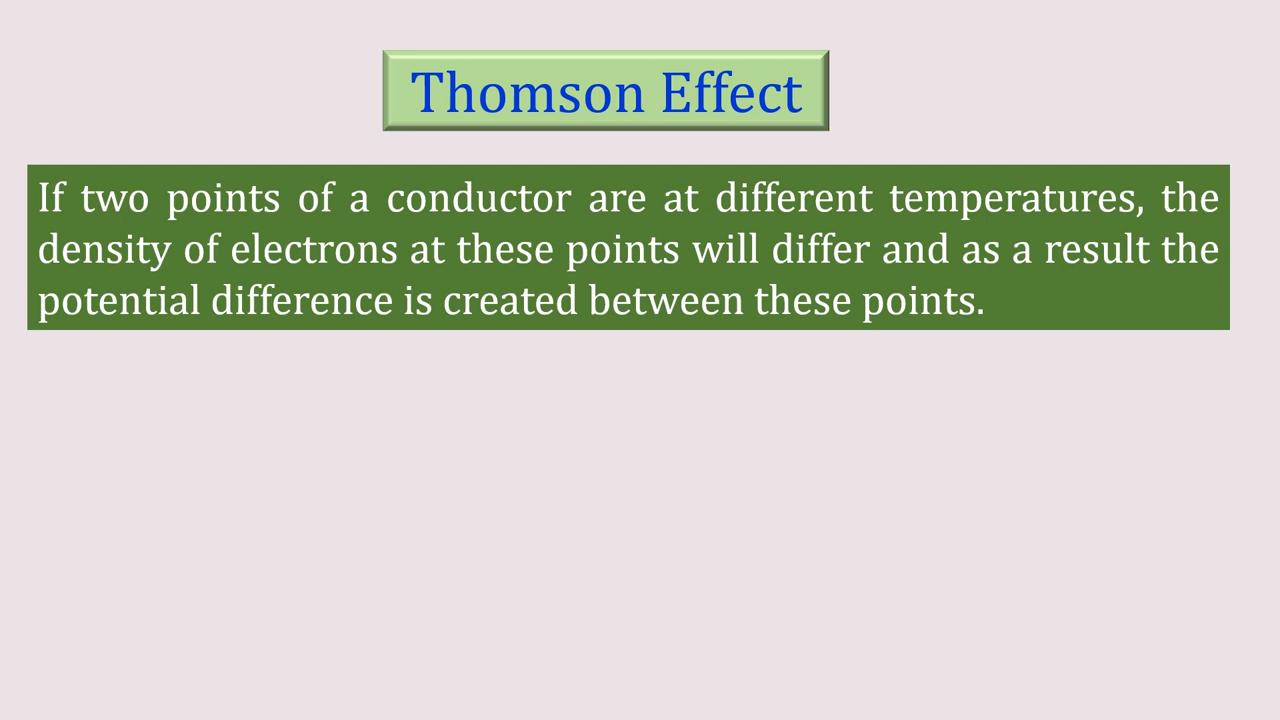 Thomson Effect
If two points of a conductor are at different temperatures, the
density of electrons at these points will differ and as a result the
potential difference is created between these points.